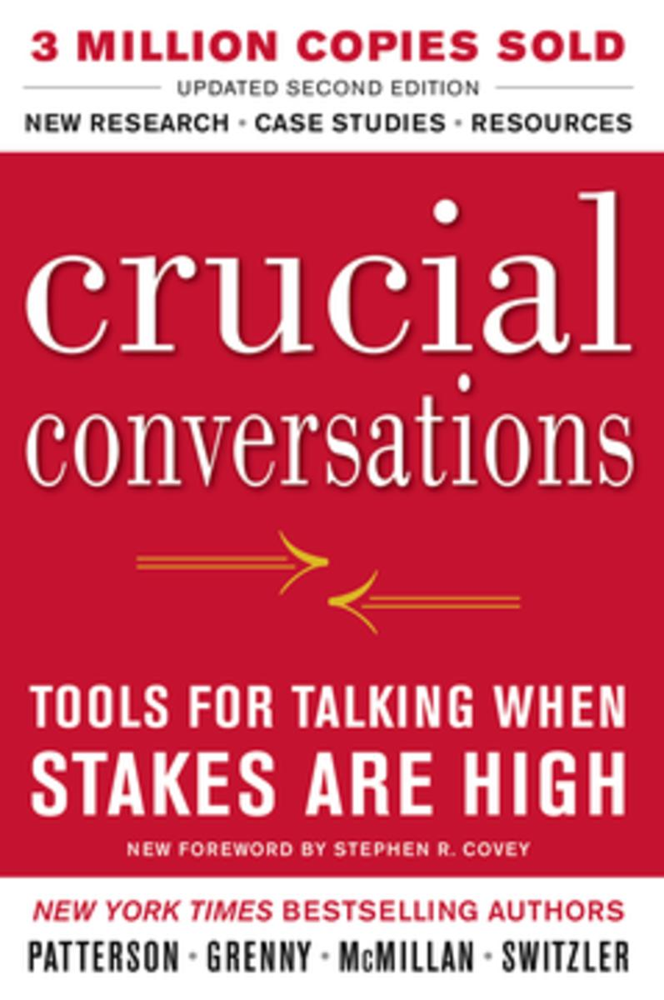 3 MILLION COPIES SOLD
UPDATED SECOND EDITION
NEW RESEARCH • CASE STUDIES • RESOURCES
crucial
conversations
TOOLS FOR TALKING WHEN
STAKES ARE HIGH
NEW FOREWORD BY STEPHEN R. COVEY
NEW YORK TIMES BESTSELLING AUTHORS
PATTERSON • GRENNY • McMILLAN • SWITZLER